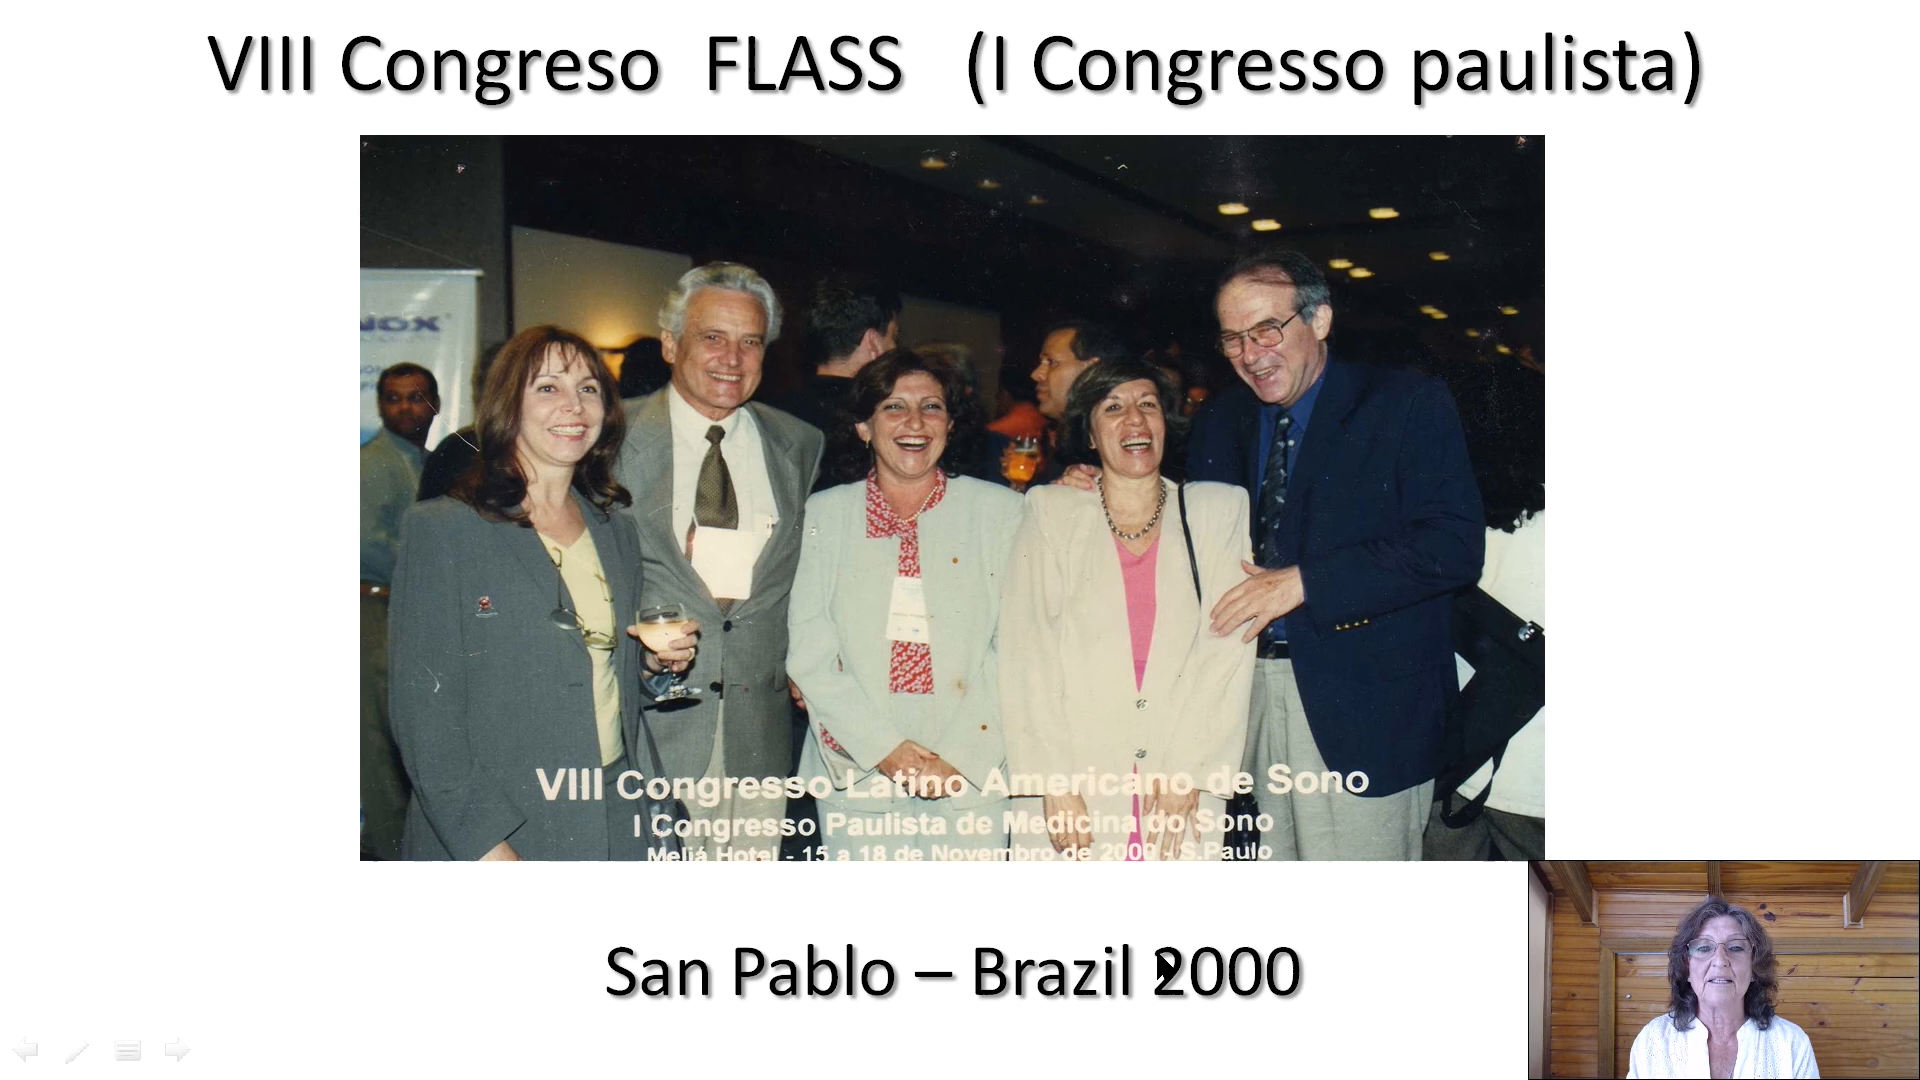 VIII Congreso FLASS (I Congresso paulista)
VIII Congresso Latino Americano de Sono
I Congresso Paulista de Medicina do Sono
Meliá Hotel - 15 a 18 de Novembro de 2000 - S.Paulo
San Pablo – Brazil 2000